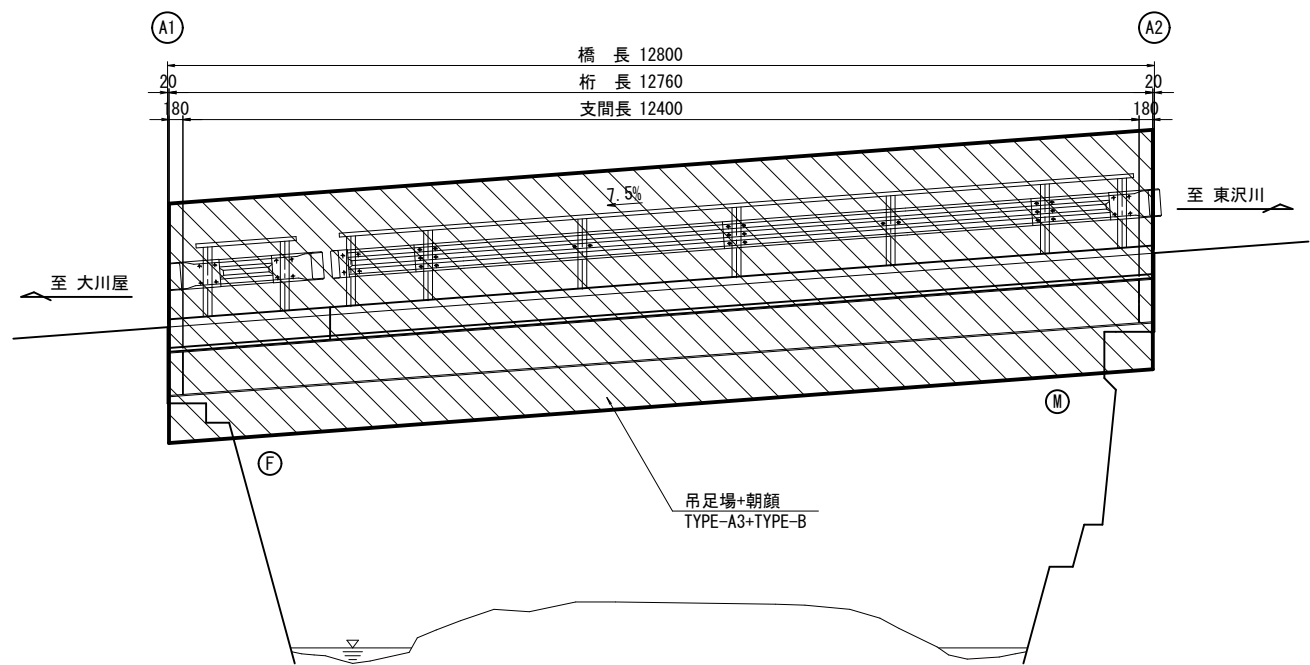 A1
A2
橋 長 12800
20
桁 長 12760
20
180
支間長 12400
180
7.5%
至 東沢川
至 大川屋
M
F
吊足場+朝顔
TYPE-A3+TYPE-B